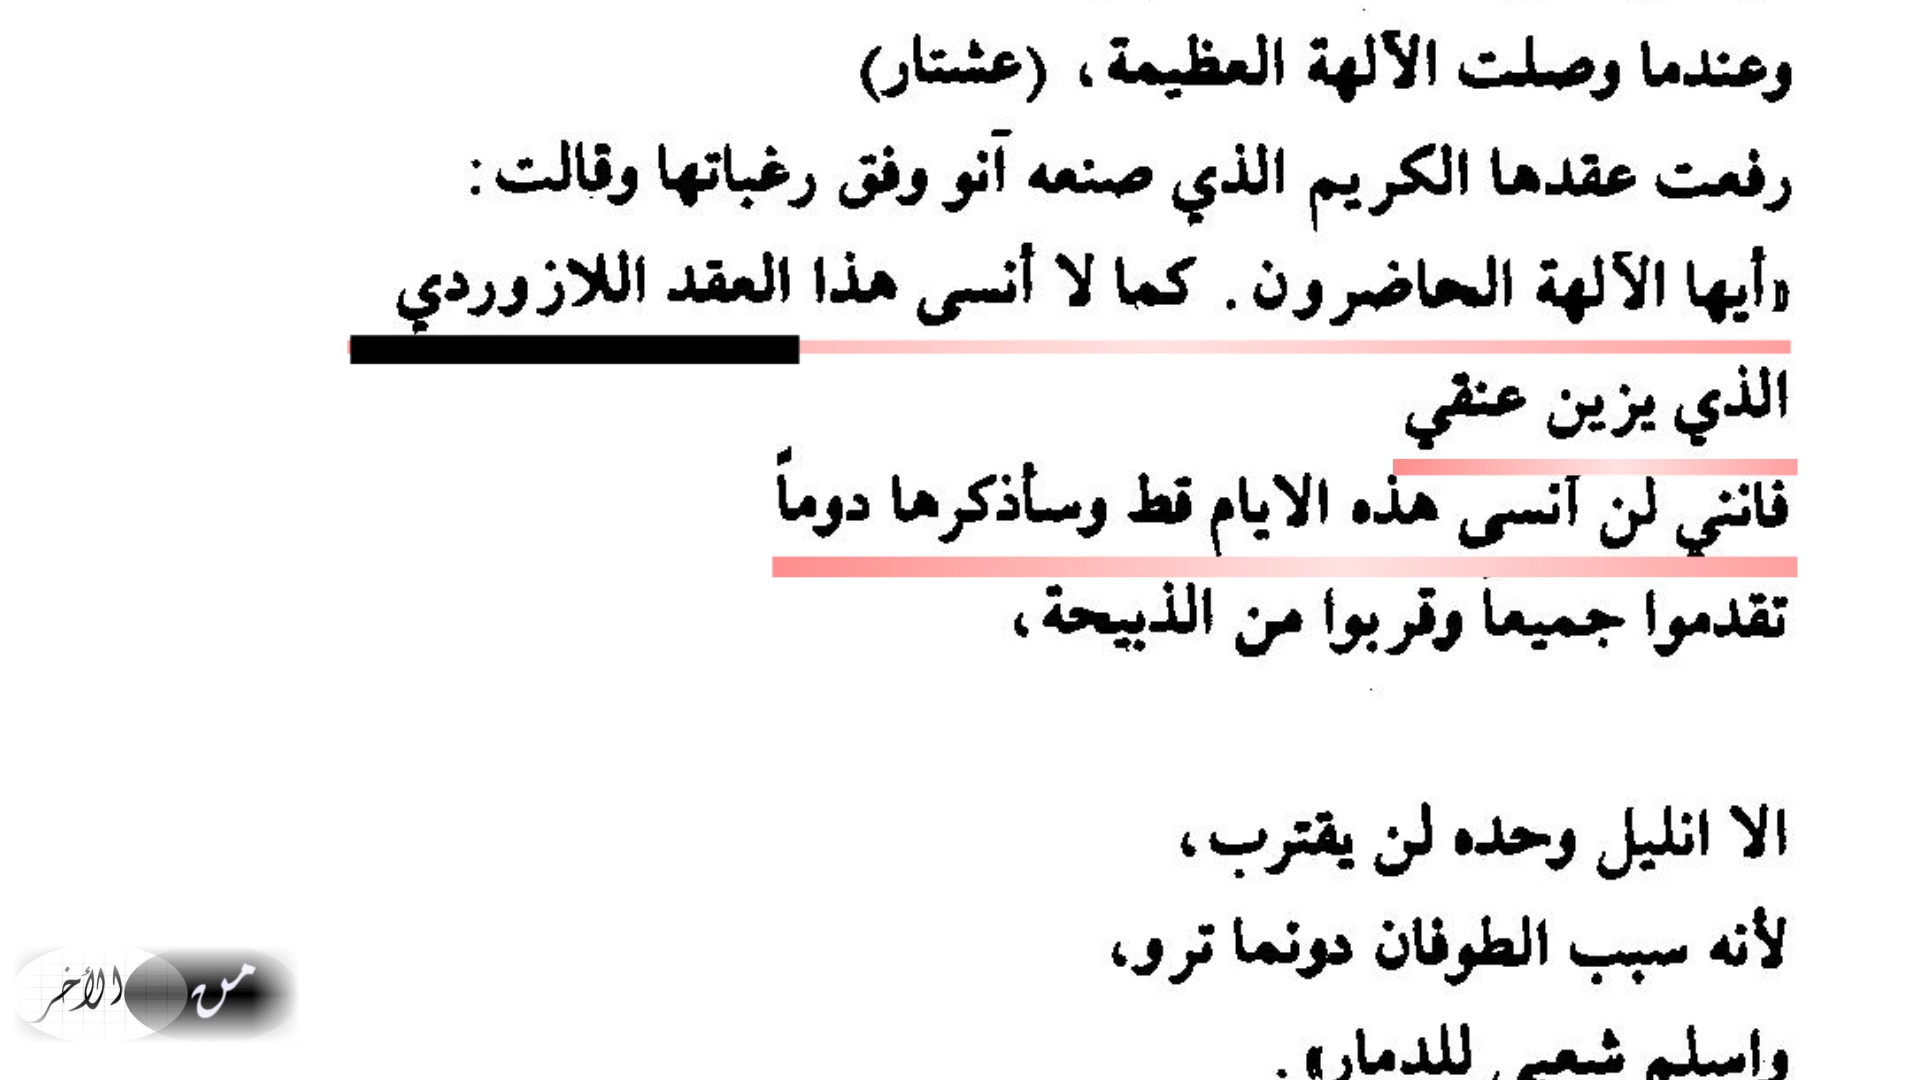 وعندما وصلت الآلهة العظيمة، (عشتار)
رفعت عقدها الكريم الذي صنعه آنو وفق رغباتها وقالت:
«أيها الآلهة الحاضرون. كما لا أنسى هذا العقد اللازوردي
الذي يزين عنقي
فانني لن آنسى هذه الايام قط وسأذكرها دوماً
تقدموا جميعاً وقربوا من الذبيحة،
الا انليل وحده لن يقترب،
لأنه سبب الطوفان دونما ترو،
واسلم شعبي للدمار».
من الأخر